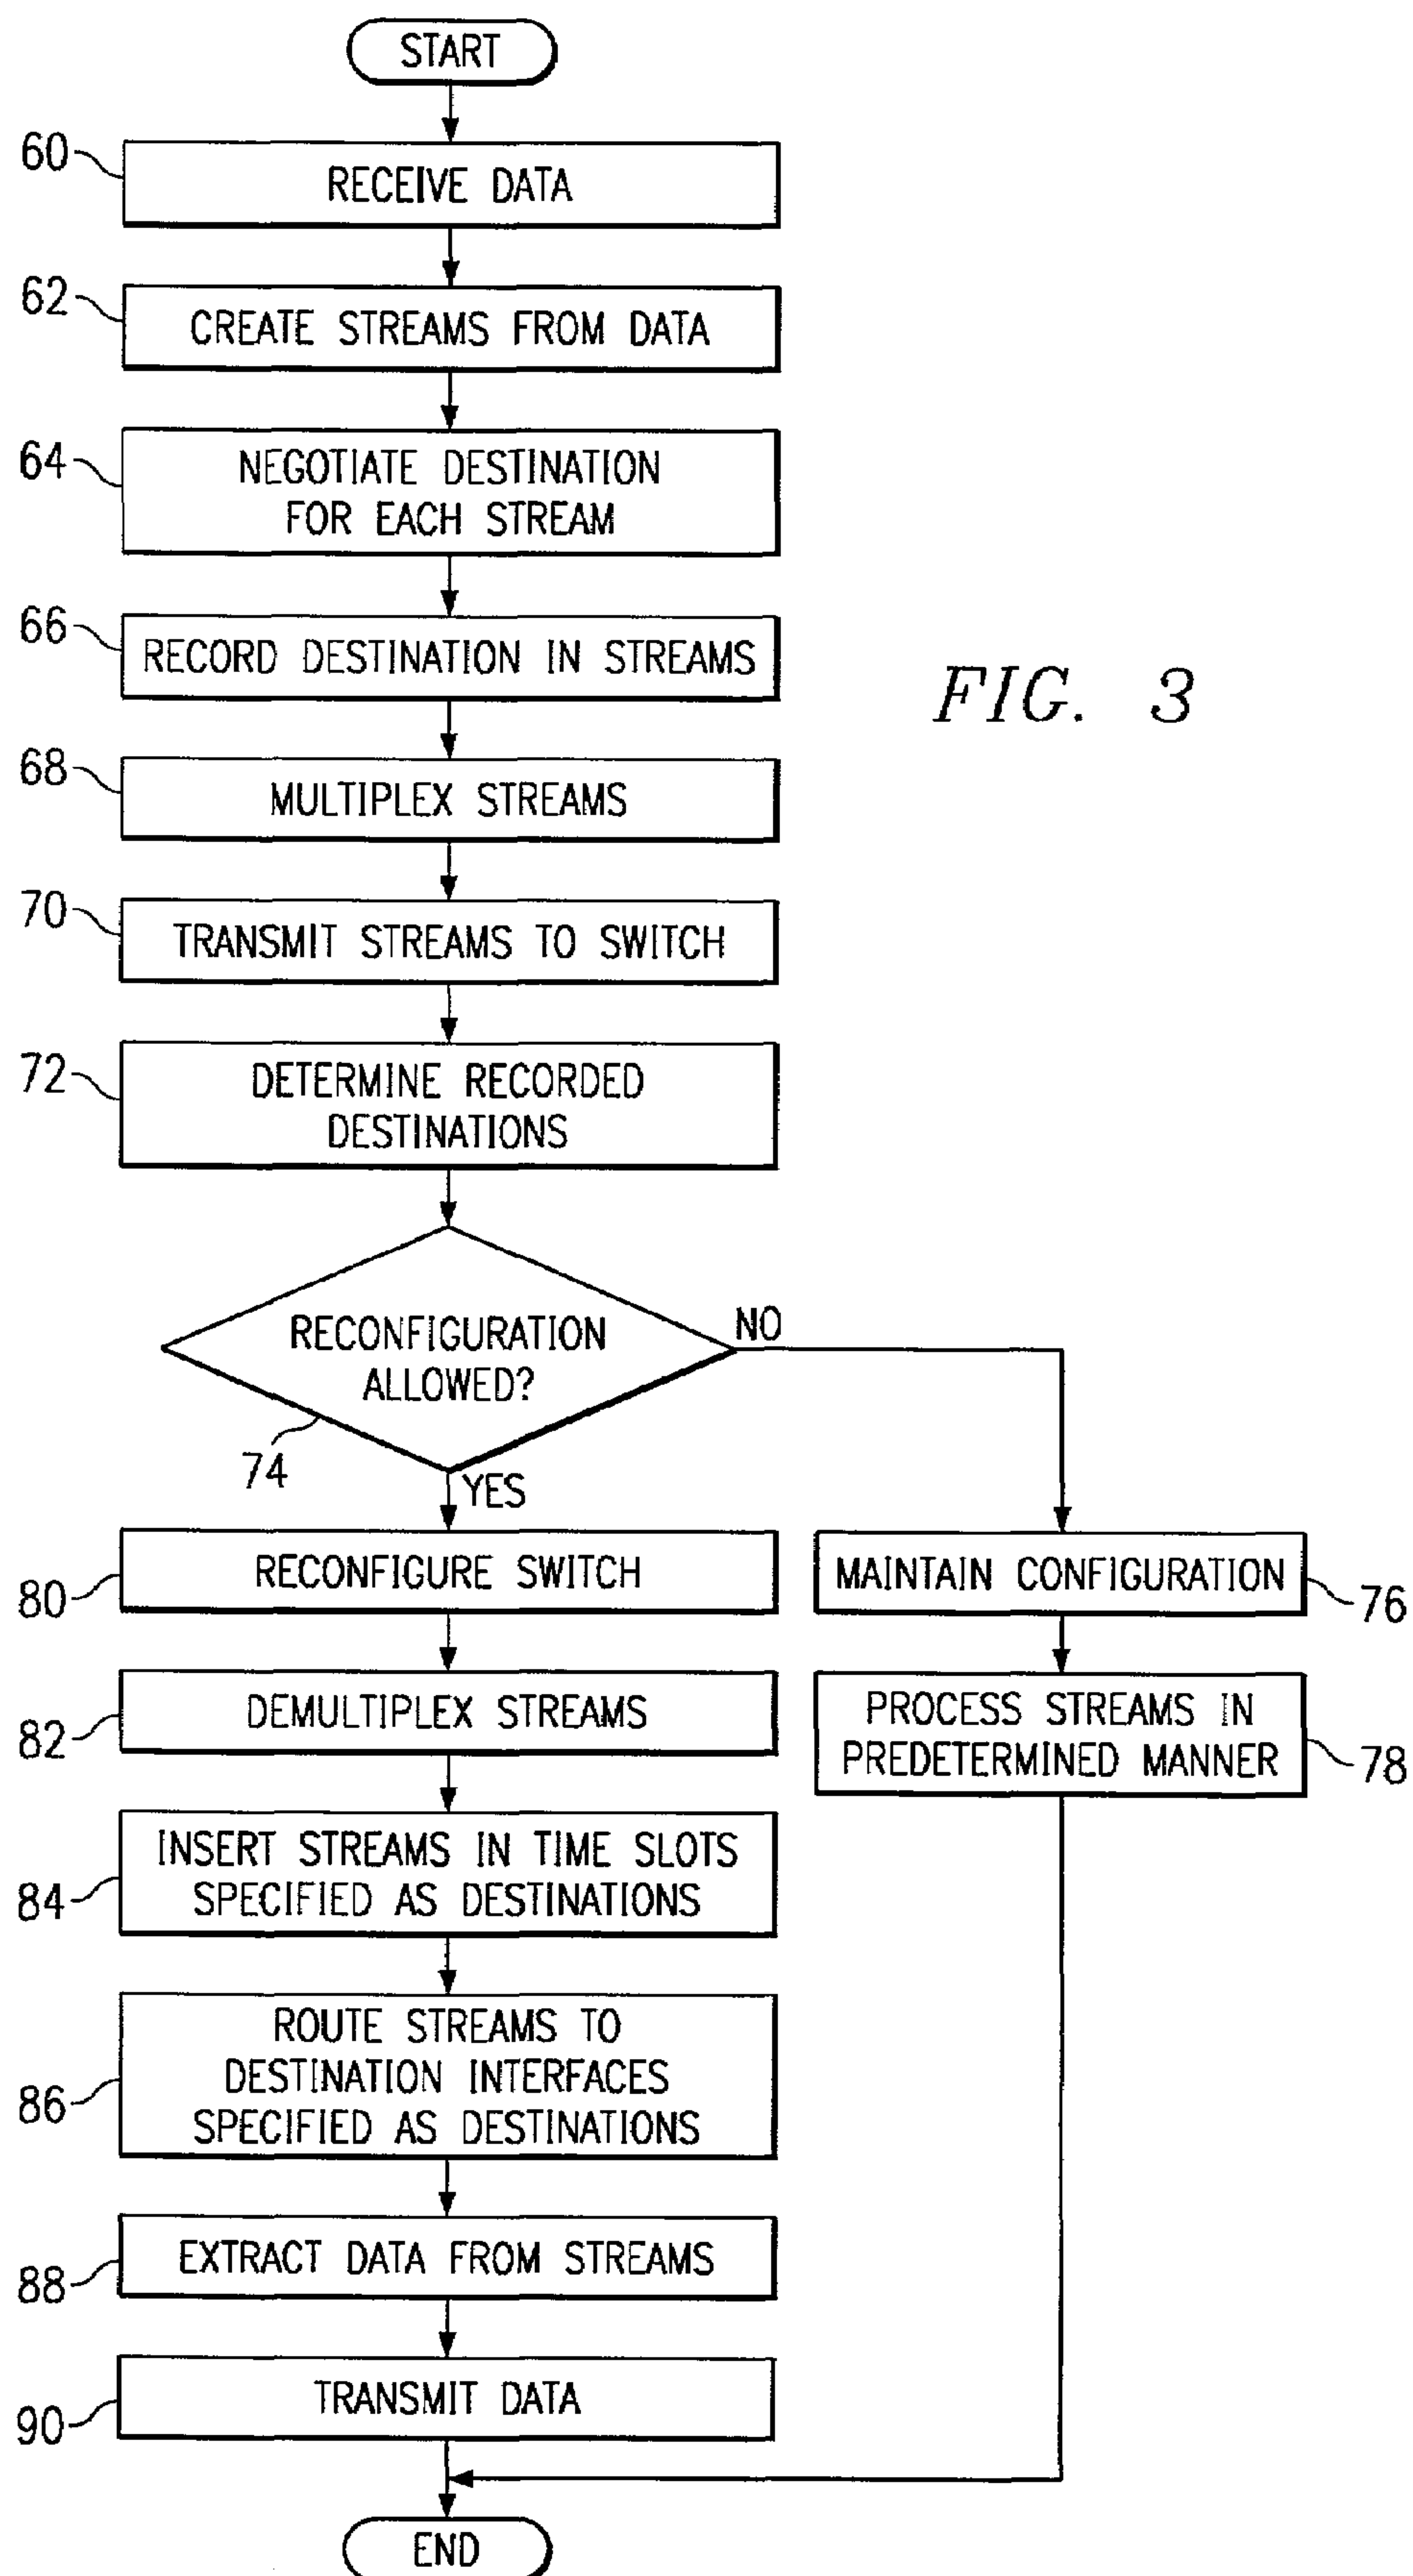 START
60
RECEIVE DATA
62
CREATE STREAMS FROM DATA
64
NEGOTIATE DESTINATION
FOR EACH STREAM
66
RECORD DESTINATION IN STREAMS
FIG. 3
68
MULTIPLEX STREAMS
70
TRANSMIT STREAMS TO SWITCH
72
DETERMINE RECORDED
DESTINATIONS
RECONFIGURATION
ALLOWED?
NO
74
YES
80
RECONFIGURE SWITCH
MAINTAIN CONFIGURATION
76
82
DEMULTIPLEX STREAMS
PROCESS STREAMS IN
PREDETERMINED MANNER
78
84
INSERT STREAMS IN TIME SLOTS
SPECIFIED AS DESTINATIONS
86
ROUTE STREAMS TO
DESTINATION INTERFACES
SPECIFIED AS DESTINATIONS
88
EXTRACT DATA FROM STREAMS
90
TRANSMIT DATA
END